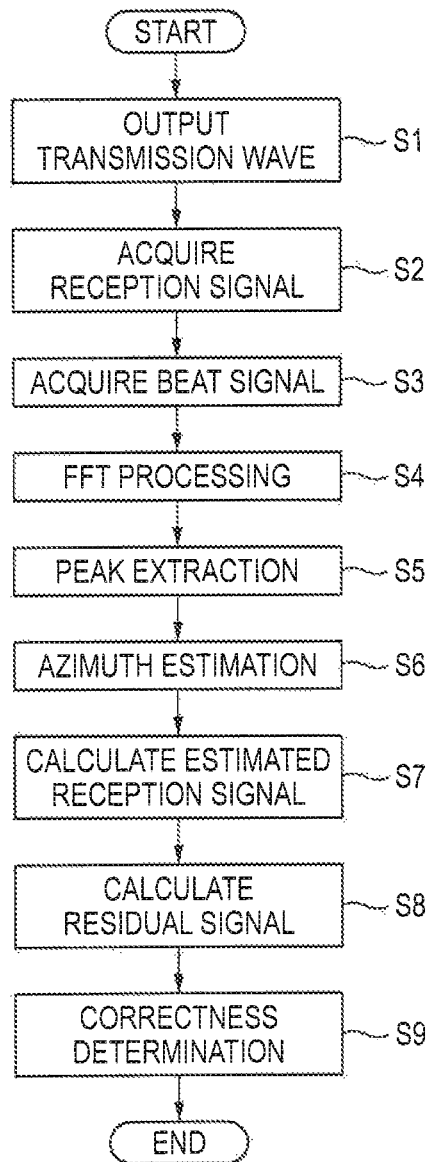 START
OUTPUT
TRANSMISSION WAVE
S1
ACQUIRE
RECEPTION SIGNAL
S2
ACQUIRE BEAT SIGNAL
S3
FFT PROCESSING
S4
PEAK EXTRACTION
S5
AZIMUTH ESTIMATION
S6
CALCULATE ESTIMATED
RECEPTION SIGNAL
S7
CALCULATE
RESIDUAL SIGNAL
S8
CORRECTNESS
DETERMINATION
S9
END